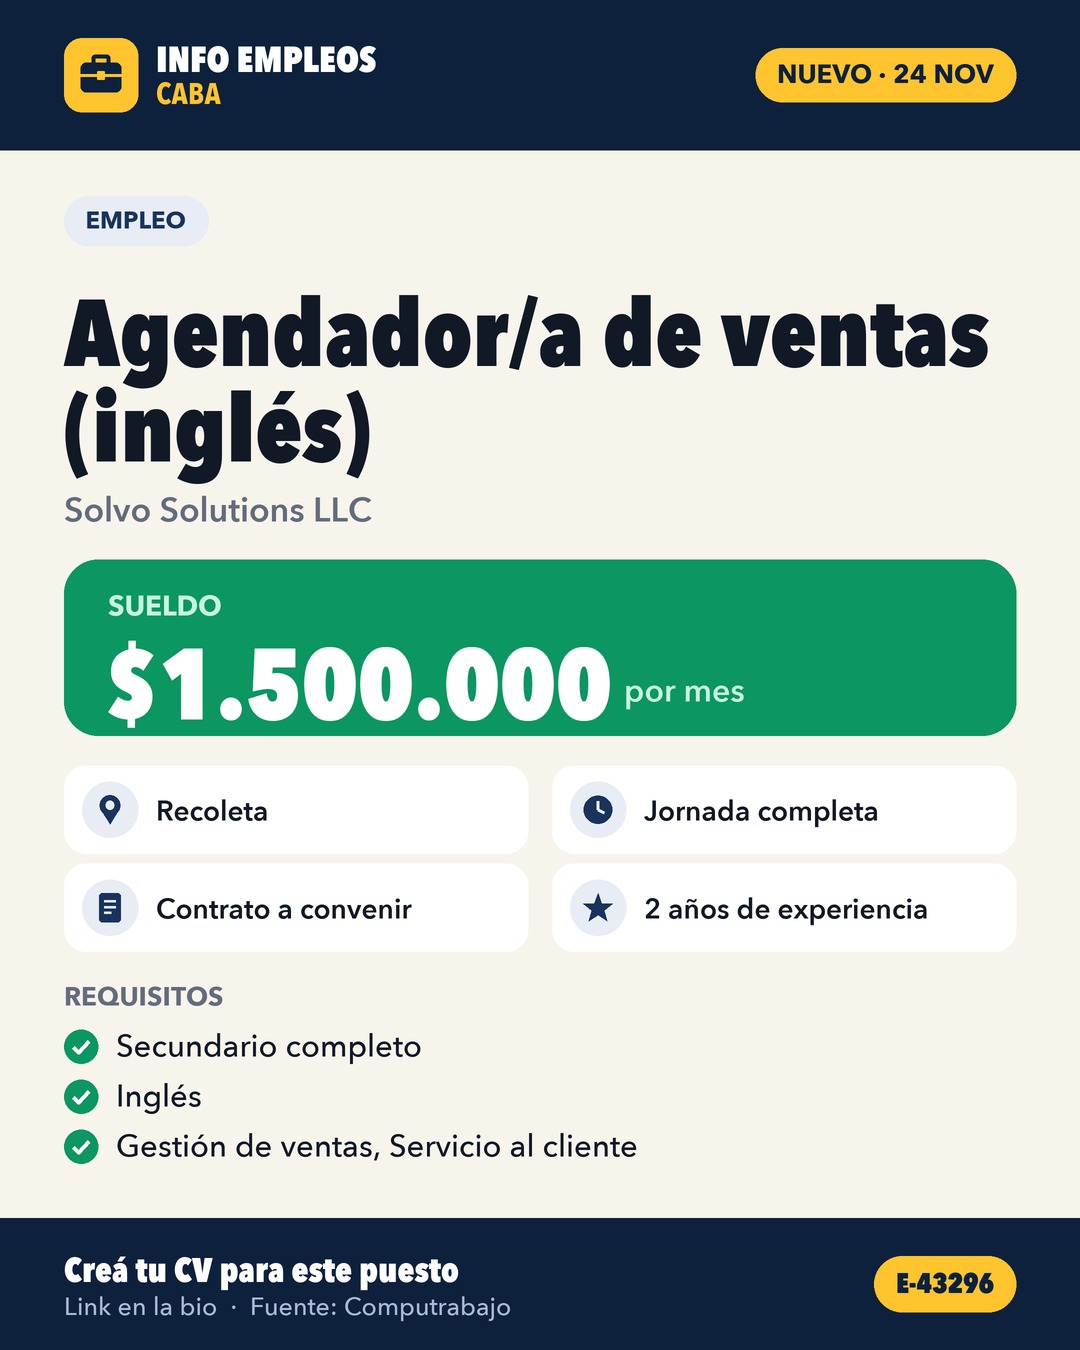 INFO EMPLEOS
CABA
NUEVO · 24 NOV
EMPLEO
Agendador/a de ventas
(inglés)
Solvo Solutions LLC
SUELDO
$1.500.000 por mes
Recoleta
Jornada completa
Contrato a convenir
2 años de experiencia
REQUISITOS
Secundario completo
Inglés
Gestión de ventas, Servicio al cliente
Creá tu CV para este puesto
Link en la bio · Fuente: Computrabajo
E-43296